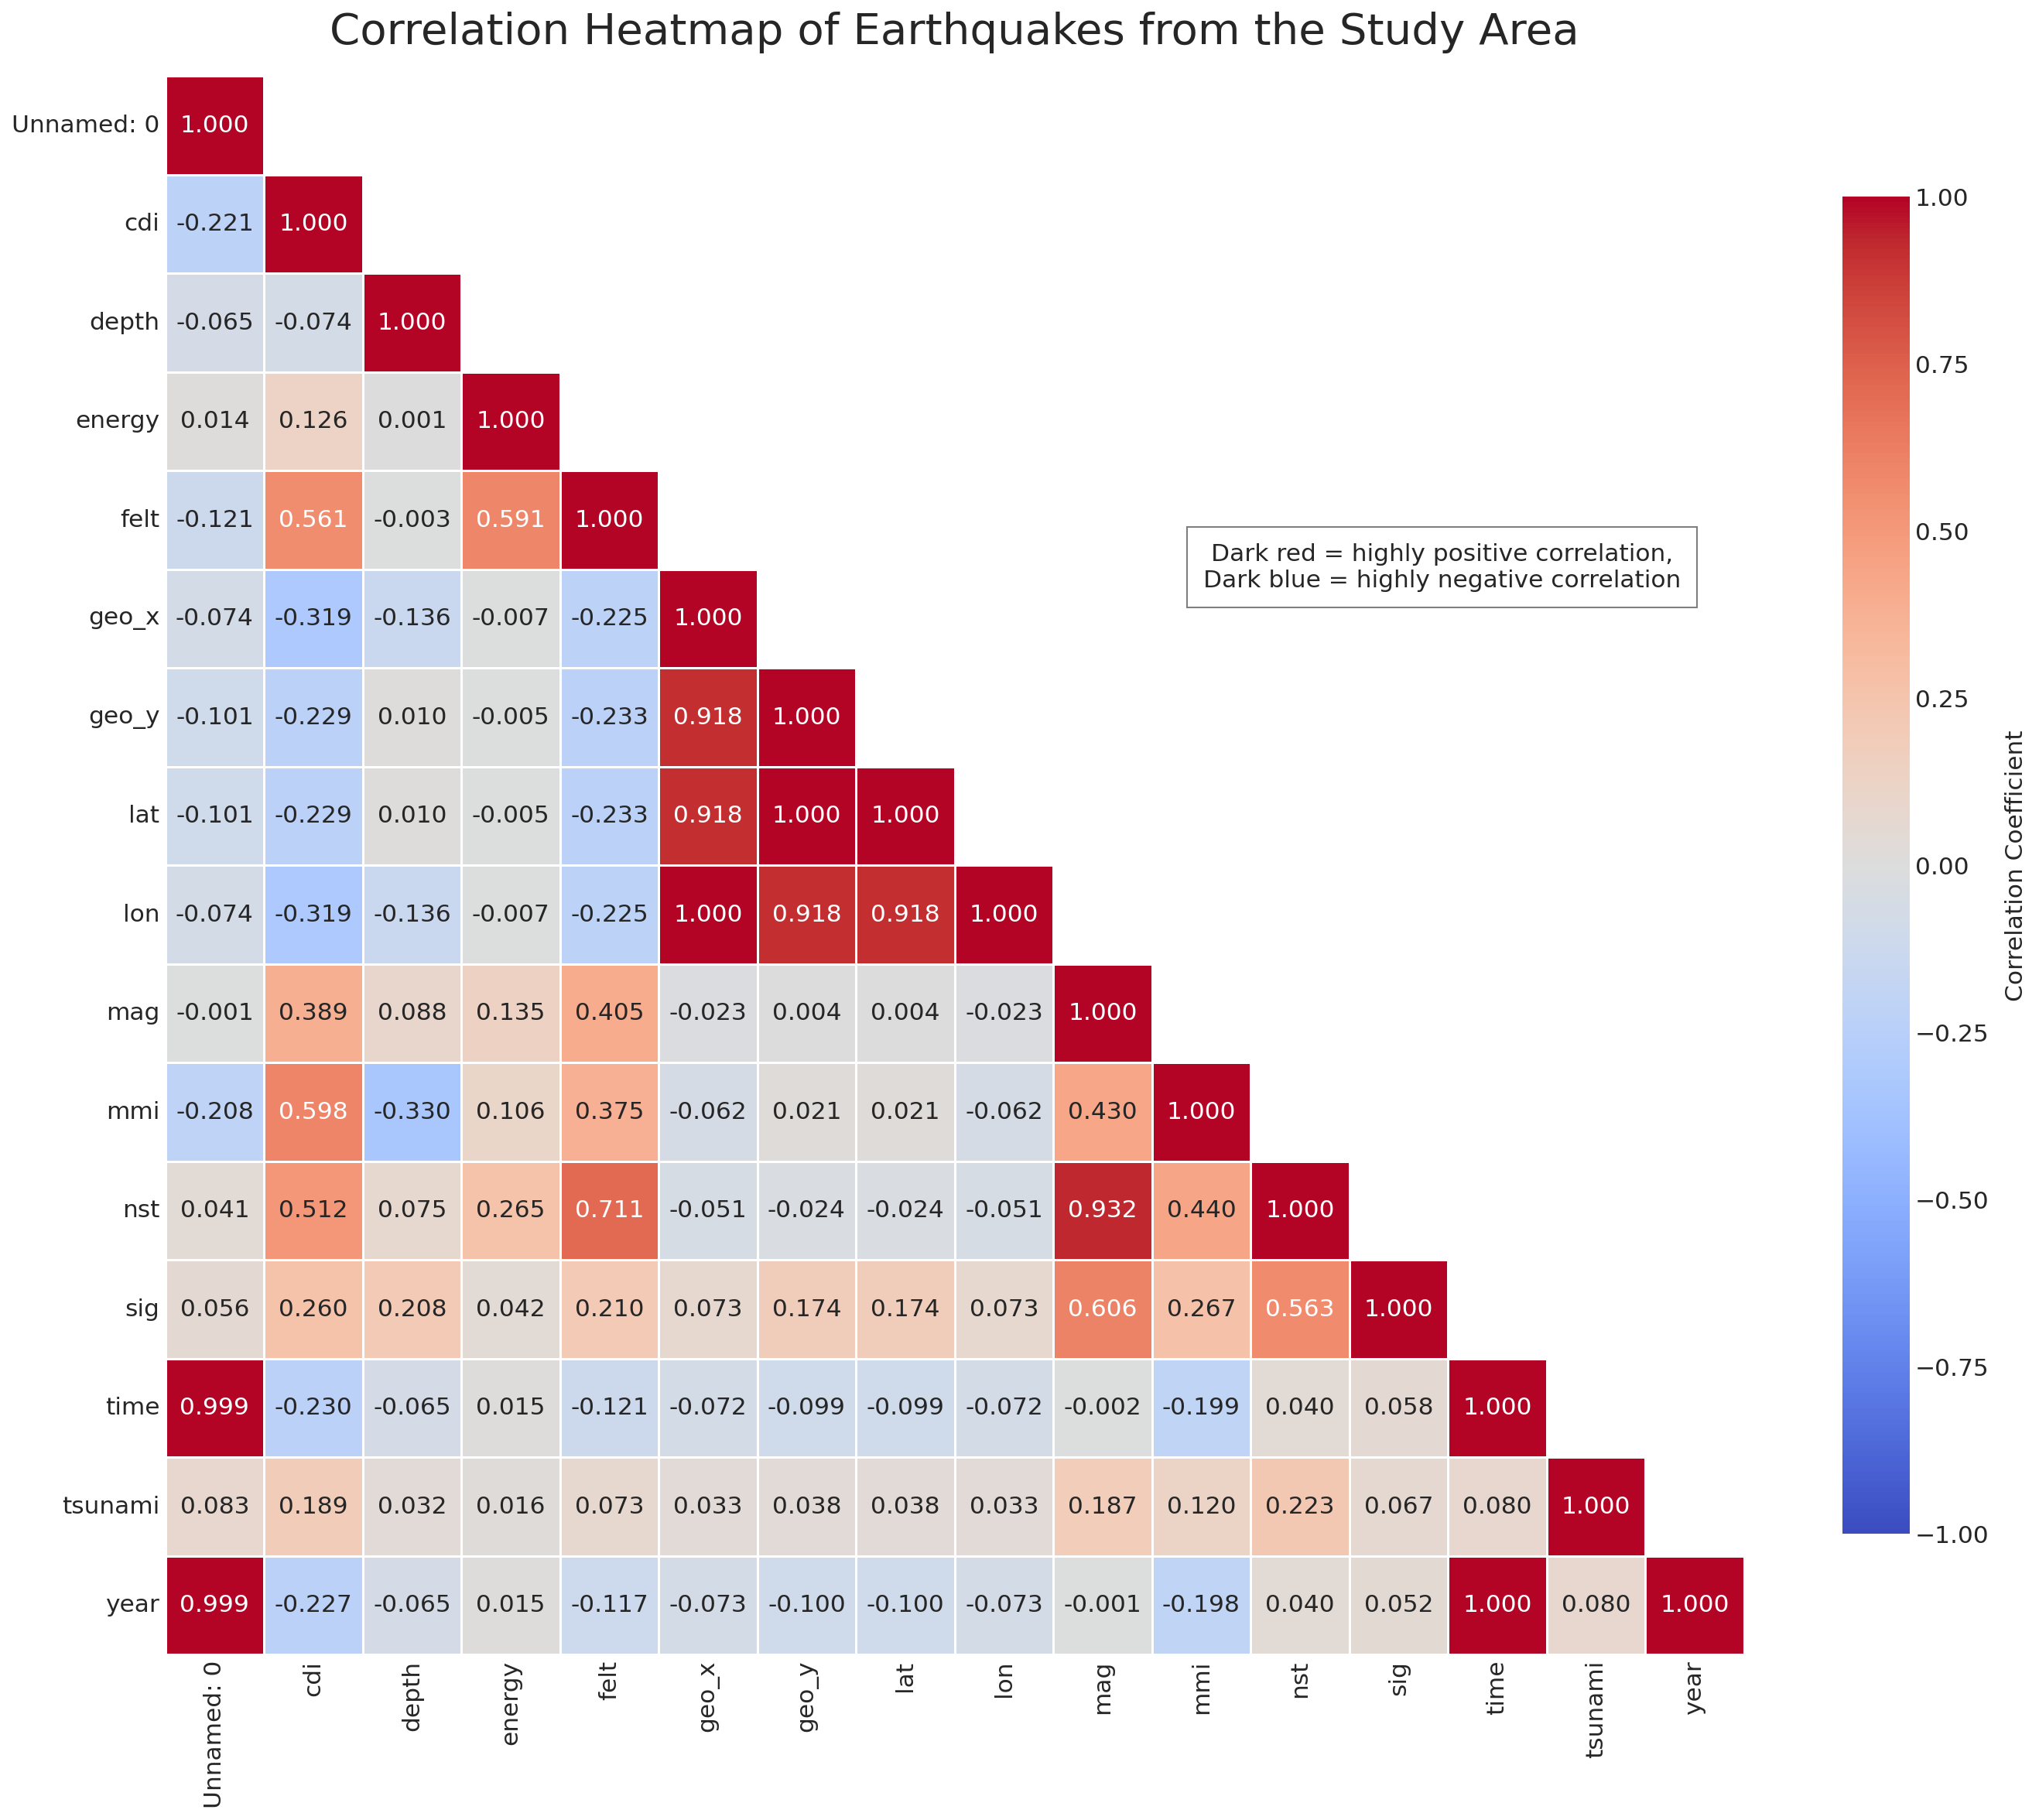 Correlation Heatmap of Earthquakes from the Study Area
Unnamed: 0 1.000
cdi -0.221 1.000
depth -0.065 -0.074 1.000
energy 0.014 0.126 0.001 1.000
felt -0.121 0.561 -0.003 0.591 1.000
geo_x -0.074 -0.319 -0.136 -0.007 -0.225 1.000
geo_y -0.101 -0.229 0.010 -0.005 -0.233 0.918 1.000
lat -0.101 -0.229 0.010 -0.005 -0.233 0.918 1.000 1.000
lon -0.074 -0.319 -0.136 -0.007 -0.225 1.000 0.918 0.918 1.000
mag -0.001 0.389 0.088 0.135 0.405 -0.023 0.004 0.004 -0.023 1.000
mmi -0.208 0.598 -0.330 0.106 0.375 -0.062 0.021 0.021 -0.062 0.430 1.000
nst 0.041 0.512 0.075 0.265 0.711 -0.051 -0.024 -0.024 -0.051 0.932 0.440 1.000
sig 0.056 0.260 0.208 0.042 0.210 0.073 0.174 0.174 0.073 0.606 0.267 0.563 1.000
time 0.999 -0.230 -0.065 0.015 -0.121 -0.072 -0.099 -0.099 -0.072 -0.002 -0.199 0.040 0.058 1.000
tsunami 0.083 0.189 0.032 0.016 0.073 0.033 0.038 0.038 0.033 0.187 0.120 0.223 0.067 0.080 1.000
year 0.999 -0.227 -0.065 0.015 -0.117 -0.073 -0.100 -0.100 -0.073 -0.001 -0.198 0.040 0.052 1.000 0.080 1.000
Unnamed: 0 cdi depth energy felt geo_x geo_y lat lon mag mmi nst sig time tsunami year
Dark red = highly positive correlation,
Dark blue = highly negative correlation
1.00
0.75
0.50
0.25
0.00
−0.25
−0.50
−0.75
−1.00
Correlation Coefficient